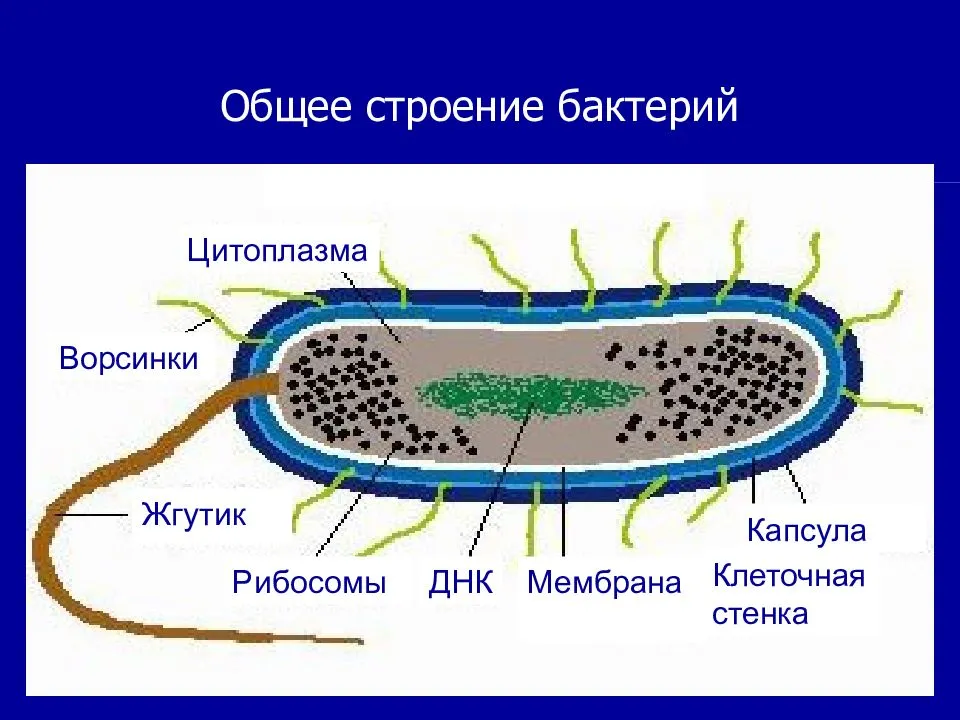 Общее строение бактерий
Цитоплазма
Ворсинки
Жгутик
Капсула
Рибосомы
ДНК
Мембрана
Клеточная
стенка